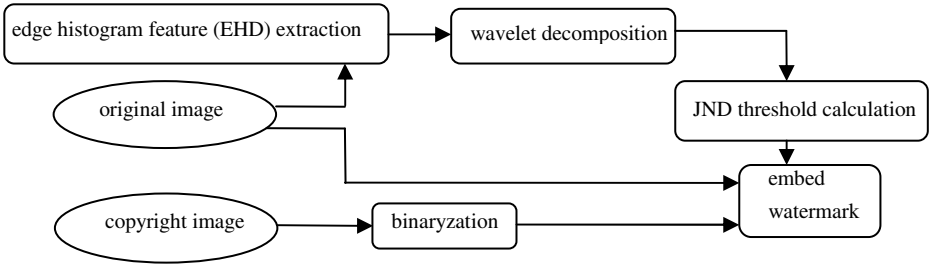 edge histogram feature (EHD) extraction
wavelet decomposition
original image
JND threshold calculation
embed
watermark
copyright image
binaryzation